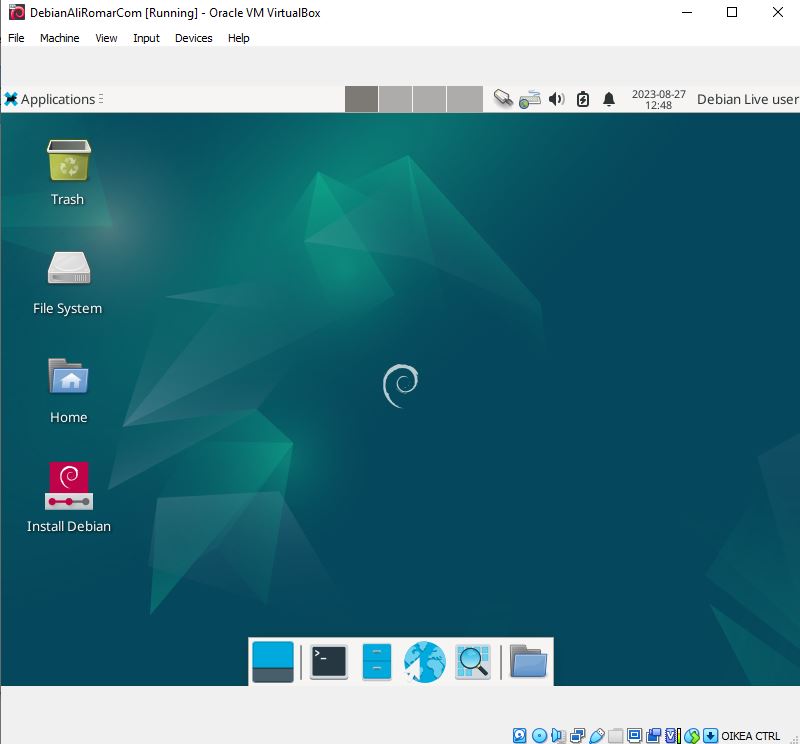 DebianAliRomarCom [Running] - Oracle VM VirtualBox
File Machine View Input Devices Help
Applications
2023-08-27
12:48
Debian Live user
Trash
File System
Home
Install Debian
>_
OIKEA CTRL